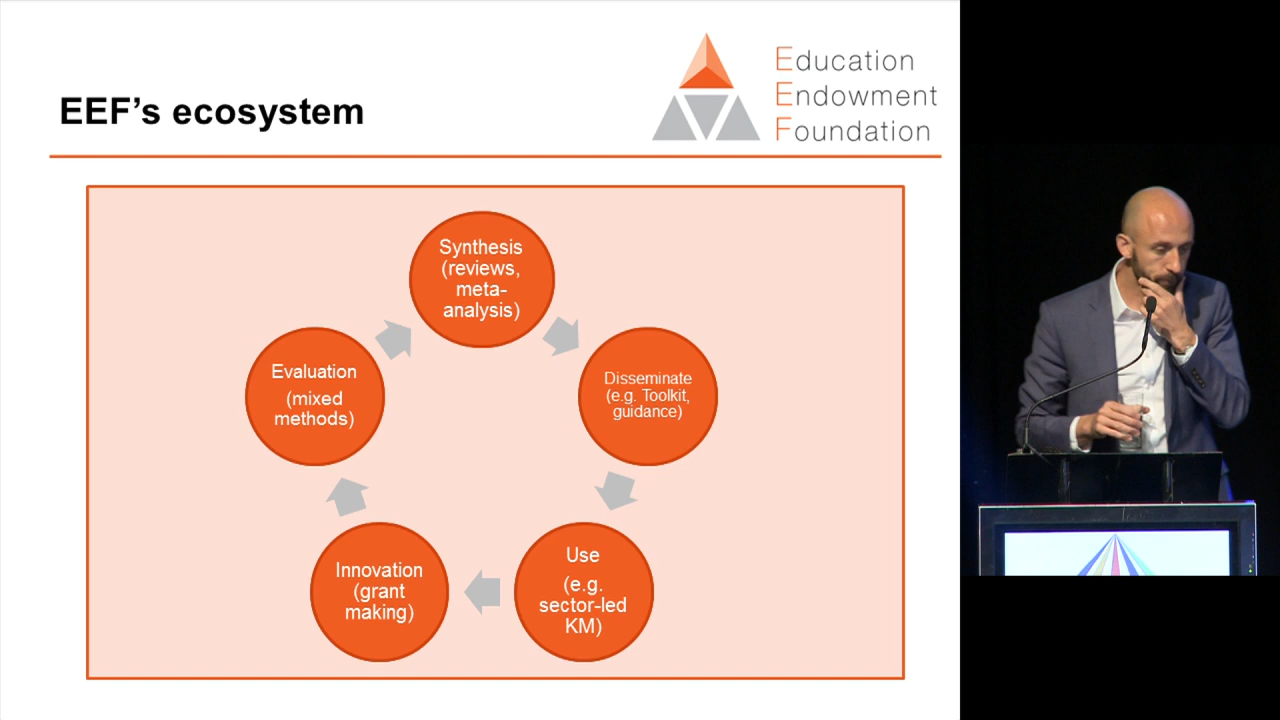 EEF’s ecosystem
Education
Endowment
Foundation
Synthesis
(reviews,
meta-
analysis)
Disseminate
(e.g. Toolkit,
guidance)
Use
(e.g.
sector-led
KM)
Innovation
(grant
making)
Evaluation
(mixed
methods)